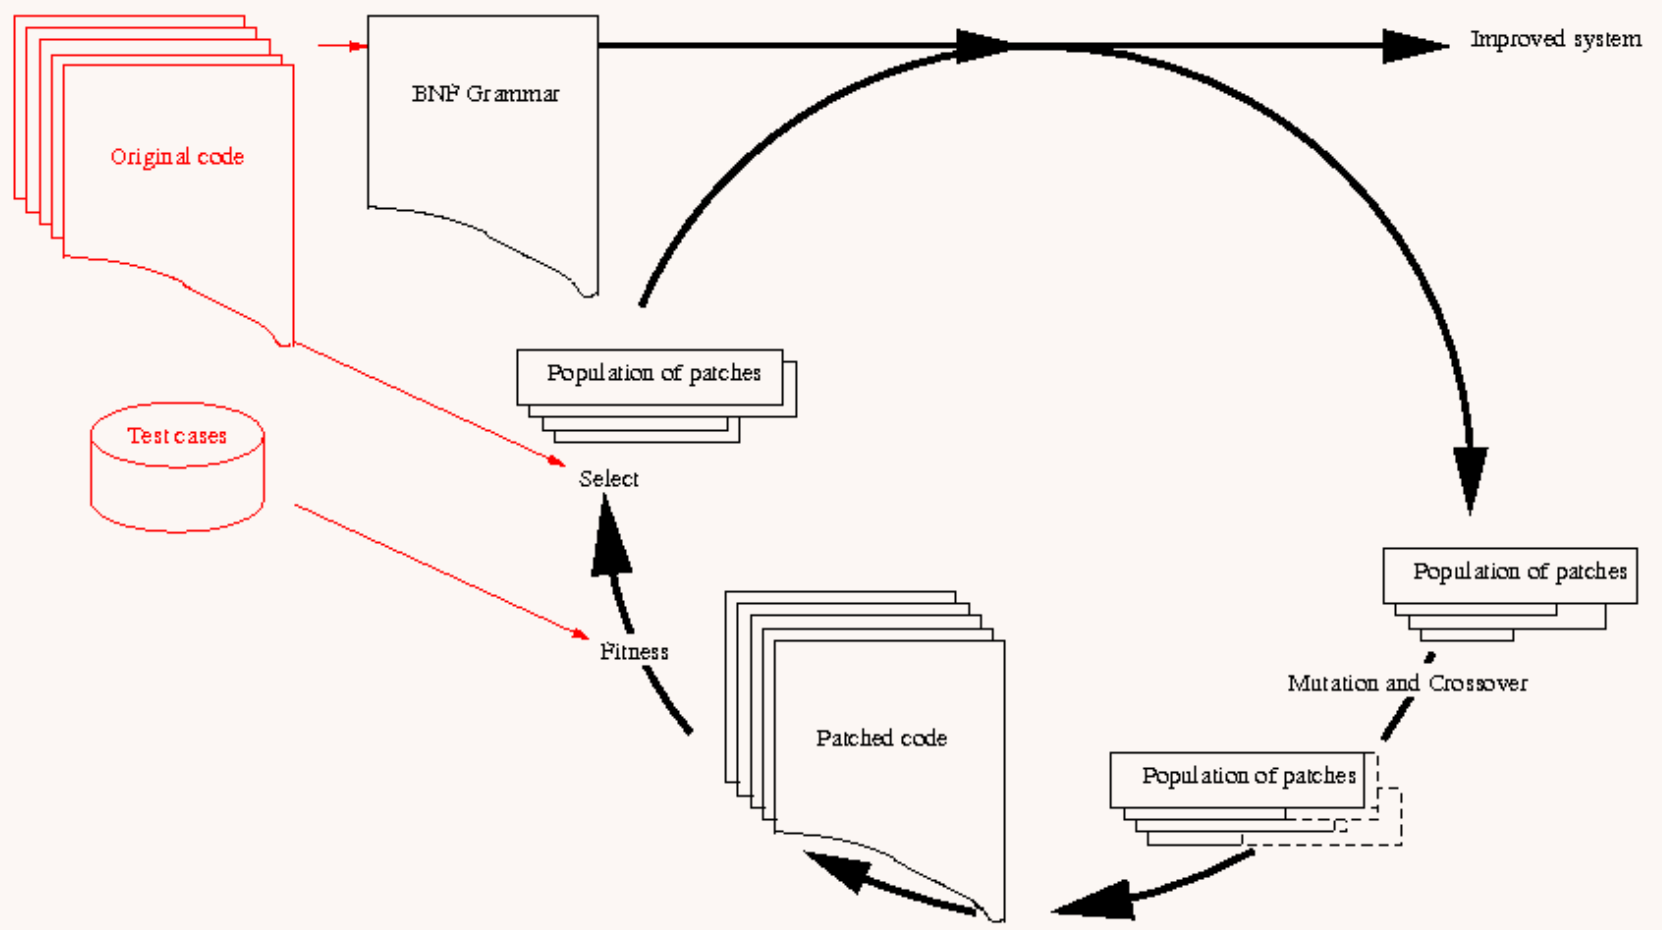 Improved system
BNF Grammar
Original code
Population of patches
Test cases
Select
Population of patches
Fitness
Mutation and Crossover
Patched code
Population of patches